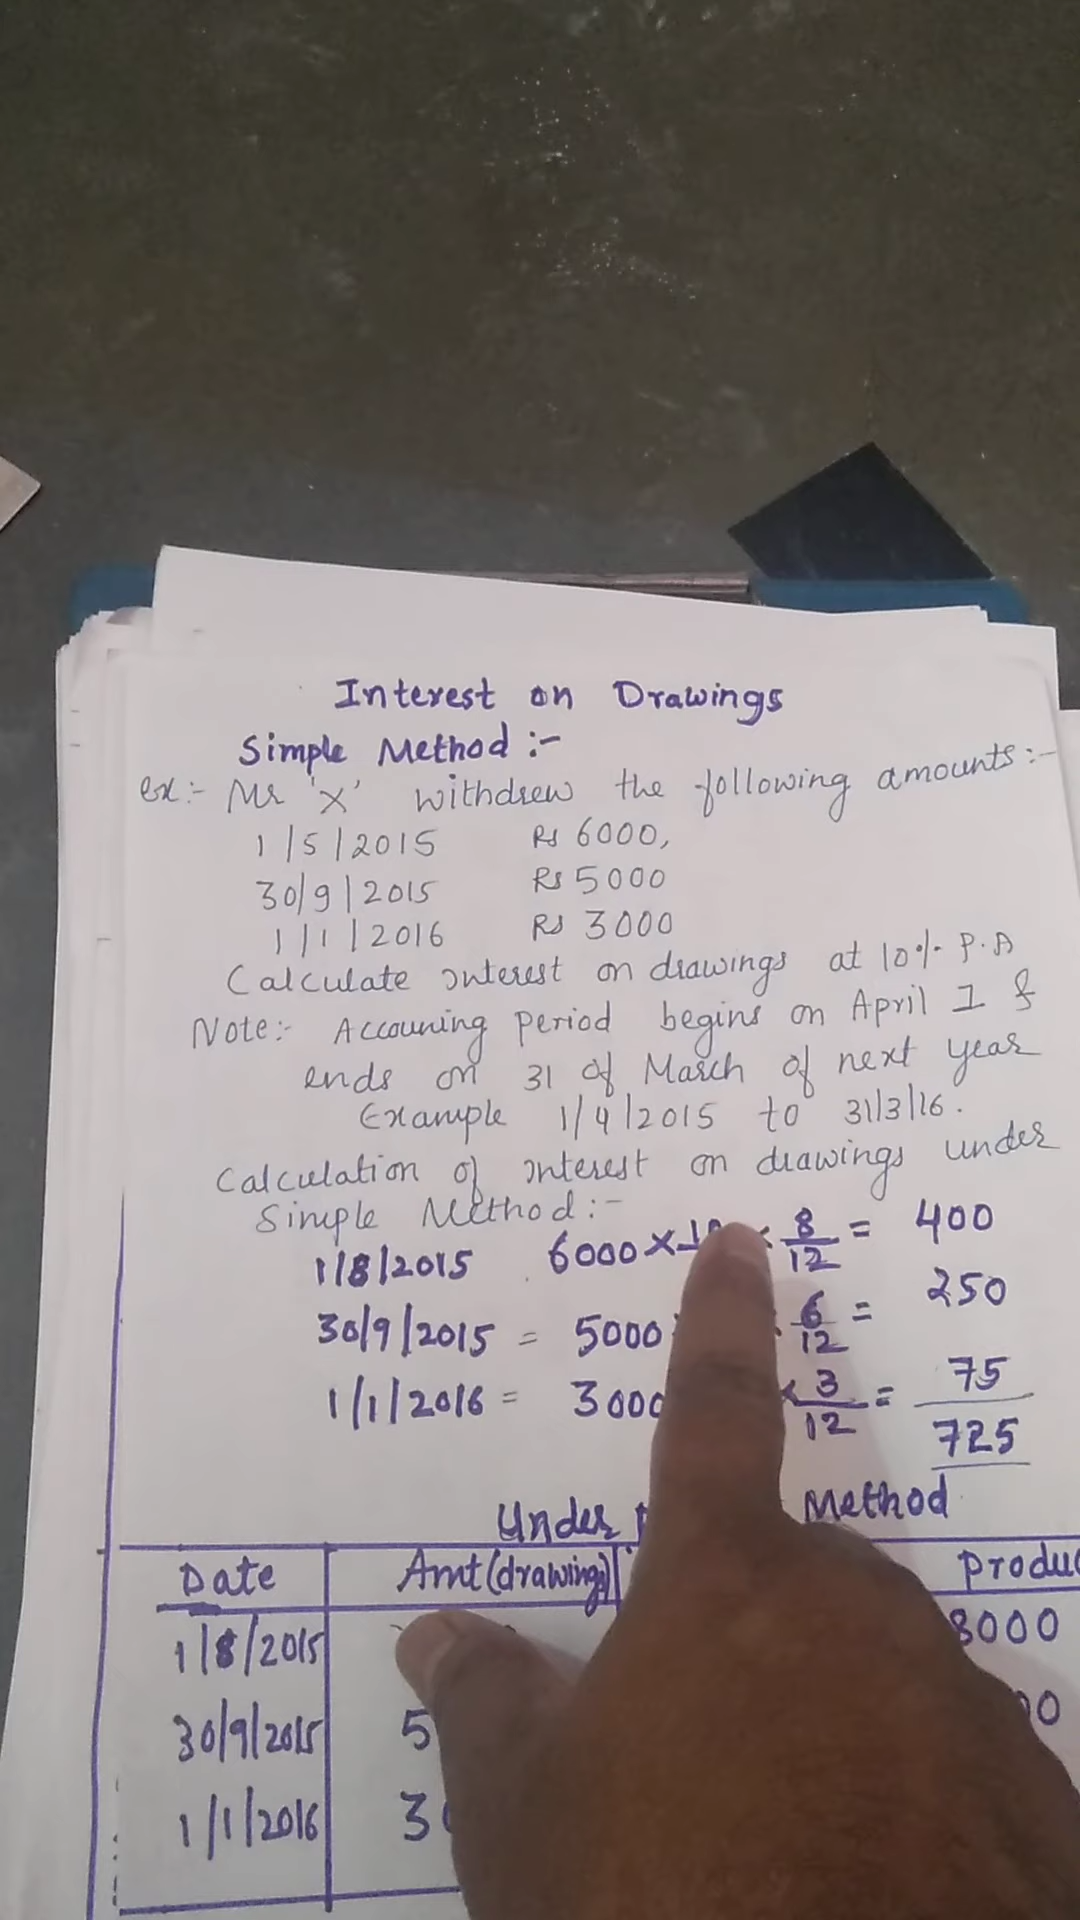 Interest on Drawings
Simple Method :-
ex:- Mr 'X' withdrew the following amounts:-
1/5/2015 Rs 6000,
30/9/2015 Rs 5000
1/1/2016 Rs 3000
Calculate interest on drawings at 10% P.A
Note:- Accouning period begins on April 1 &
ends on 31 of March of next year
Example 1/4/2015 to 31/3/16.
Calculation of interest on drawings under
Simple Method:-
1/8/2015 6000 × × 8/12 = 400
30/9/2015 = 5000 6/12 = 250
1/1/2016 = 3000 × 3/12 = 75
725
Under Method
Date Amt(drawings)
1/8/2015
30/9/2015
1/1/2016